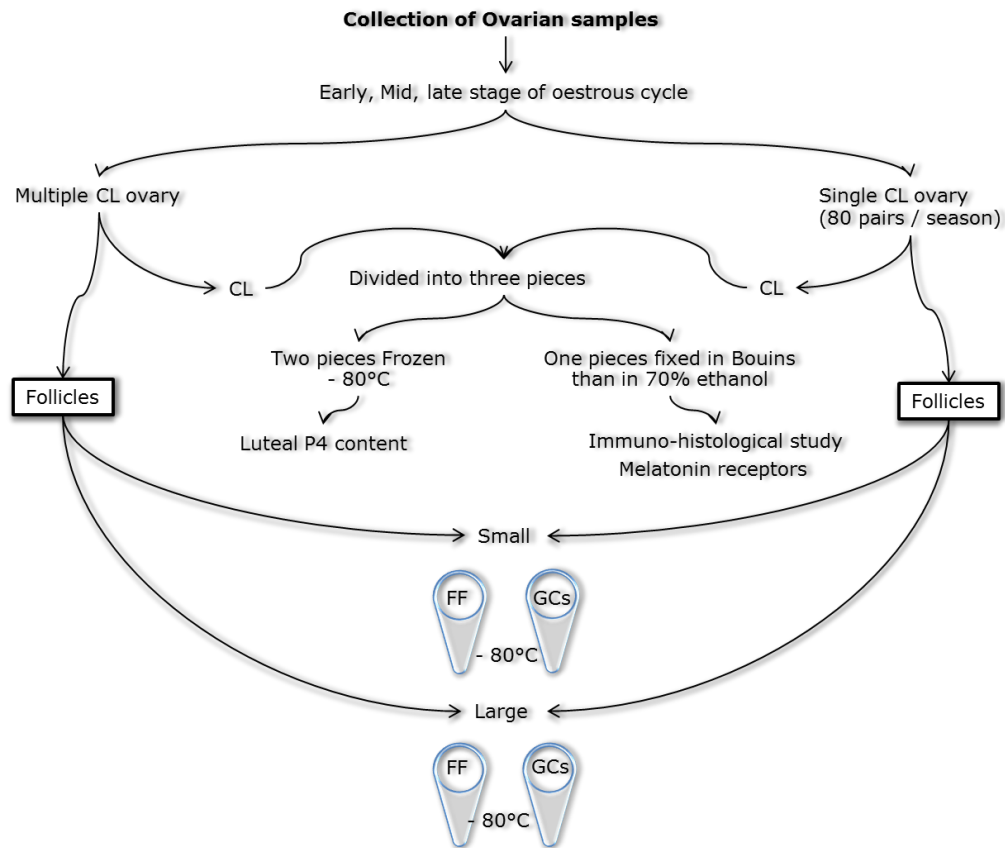 Collection of Ovarian samples
Early, Mid, late stage of oestrous cycle
Multiple CL ovary
Single CL ovary
(80 pairs / season)
CL
Divided into three pieces
CL
Two pieces Frozen
- 80°C
One pieces fixed in Bouins
than in 70% ethanol
Follicles
Follicles
Luteal P4 content
Immuno-histological study
Melatonin receptors
Small
FF
GCs
- 80°C
Large
FF
GCs
- 80°C